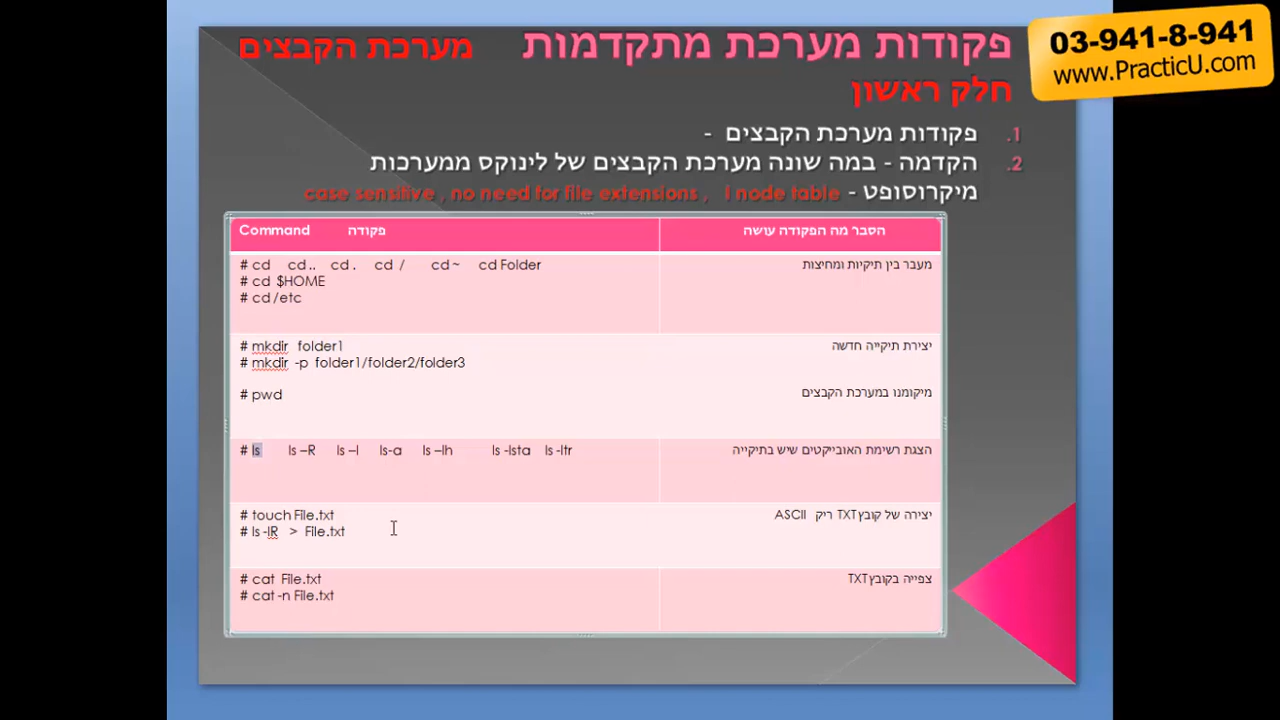 פקודות מערכת מתקדמות מערכת הקבצים
חלק ראשון
03-941-8-941
www.PracticU.com
1. פקודות מערכת הקבצים -
2. הקדמה - במה שונה מערכת הקבצים של לינוקס ממערכות
מיקרוסופט - case sensitive , no need for file extensions , i node table
Command פקודה
הסבר מה הפקודה עושה
# cd cd .. cd . cd / cd ~ cd Folder
# cd $HOME
# cd /etc
מעבר בין תיקיות ומחיצות
# mkdir folder1
# mkdir -p folder1/folder2/folder3
יצירת תיקייה חדשה
# pwd
מיקומנו במערכת הקבצים
# ls ls –R ls –l ls-a ls –lh ls -lsta ls -ltr
הצגת רשימת האובייקטים שיש בתיקייה
# touch File.txt
# ls -lR > File.txt
יצירה של קובץ TXT ריק ASCII
# cat File.txt
# cat -n File.txt
צפייה בקובץ TXT